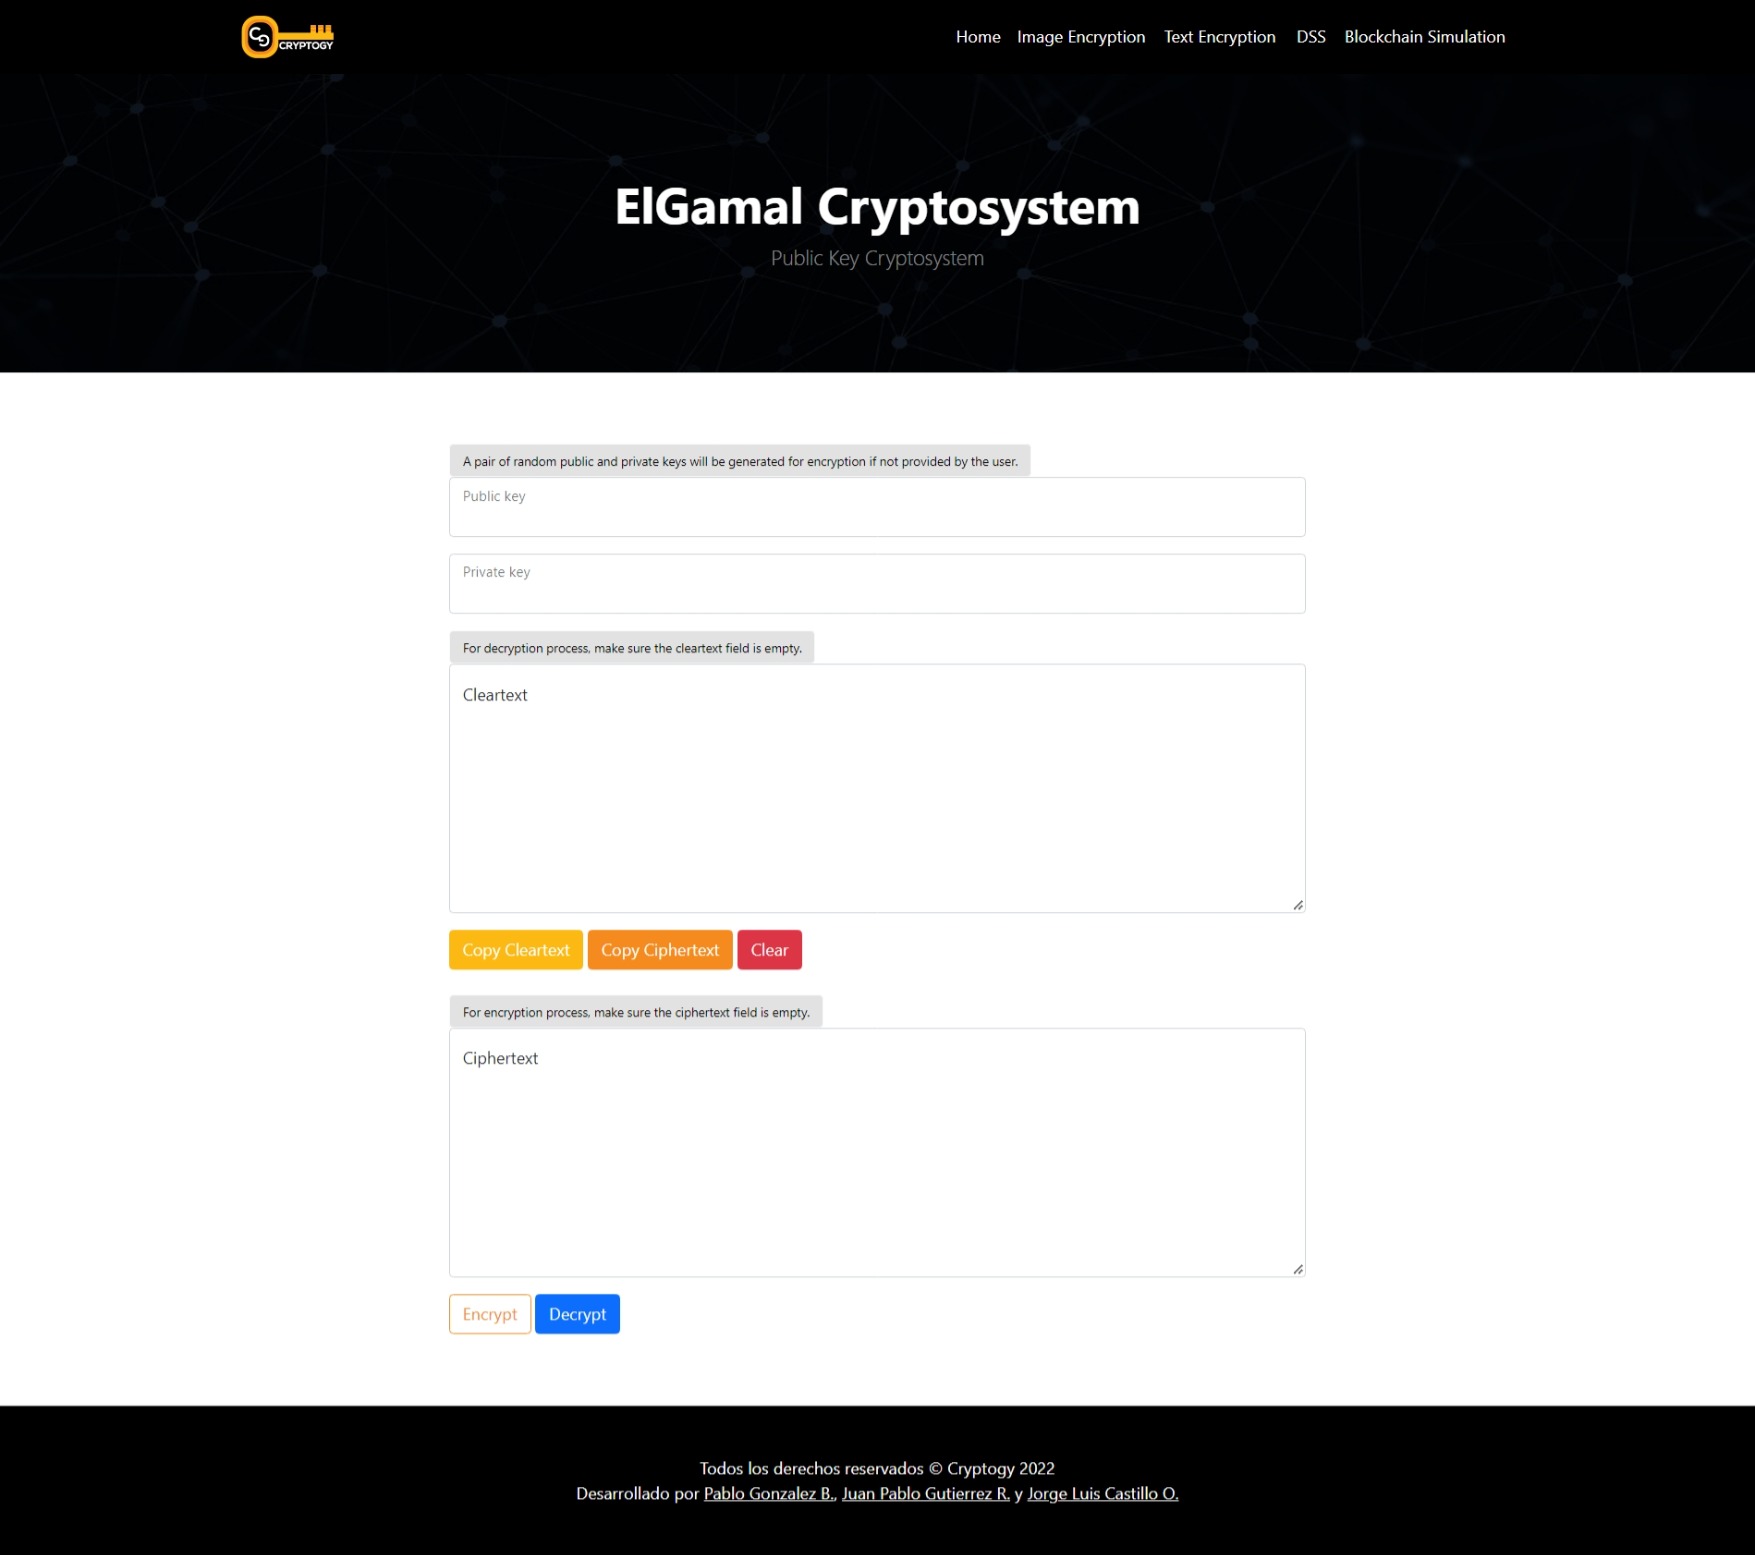 CG CRYPTOGY
Home Image Encryption Text Encryption DSS Blockchain Simulation
ElGamal Cryptosystem
Public Key Cryptosystem
A pair of random public and private keys will be generated for encryption if not provided by the user.
Public key
Private key
For decryption process, make sure the cleartext field is empty.
Cleartext
Copy Cleartext Copy Ciphertext Clear
For encryption process, make sure the ciphertext field is empty.
Ciphertext
Encrypt Decrypt
Todos los derechos reservados © Cryptogy 2022
Desarrollado por Pablo Gonzalez B., Juan Pablo Gutierrez R. y Jorge Luis Castillo O.